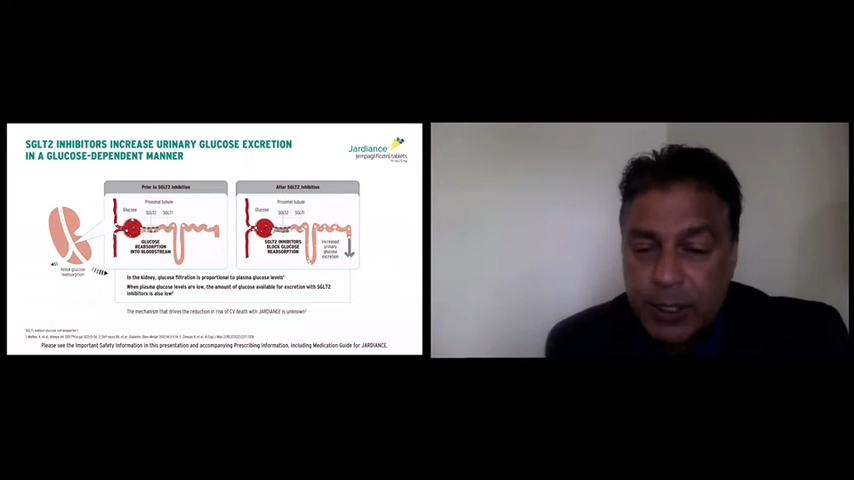 SGLT2 INHIBITORS INCREASE URINARY GLUCOSE EXCRETION
IN A GLUCOSE-DEPENDENT MANNER
Jardiance
(empagliflozin) tablets
Prior to SGLT2 Inhibition
Proximal tubule
Glucose
SGLT2 SGLT1
GLUCOSE
REABSORPTION
INTO BLOODSTREAM
After SGLT2 Inhibition
Proximal tubule
Glucose
SGLT2 SGLT1
SGLT2 INHIBITORS
BLOCK GLUCOSE
REABSORPTION
Increased
urinary
glucose
excretion
Renal glucose
reabsorption
In the kidney, glucose filtration is proportional to plasma glucose levels¹
When plasma glucose levels are low, the amount of glucose available for excretion with SGLT2
inhibitors is also low²
The mechanism that drives the reduction in risk of CV death with JARDIANCE is unknown³
Please see the Important Safety Information in this presentation and accompanying Prescribing Information, including Medication Guide for JARDIANCE.